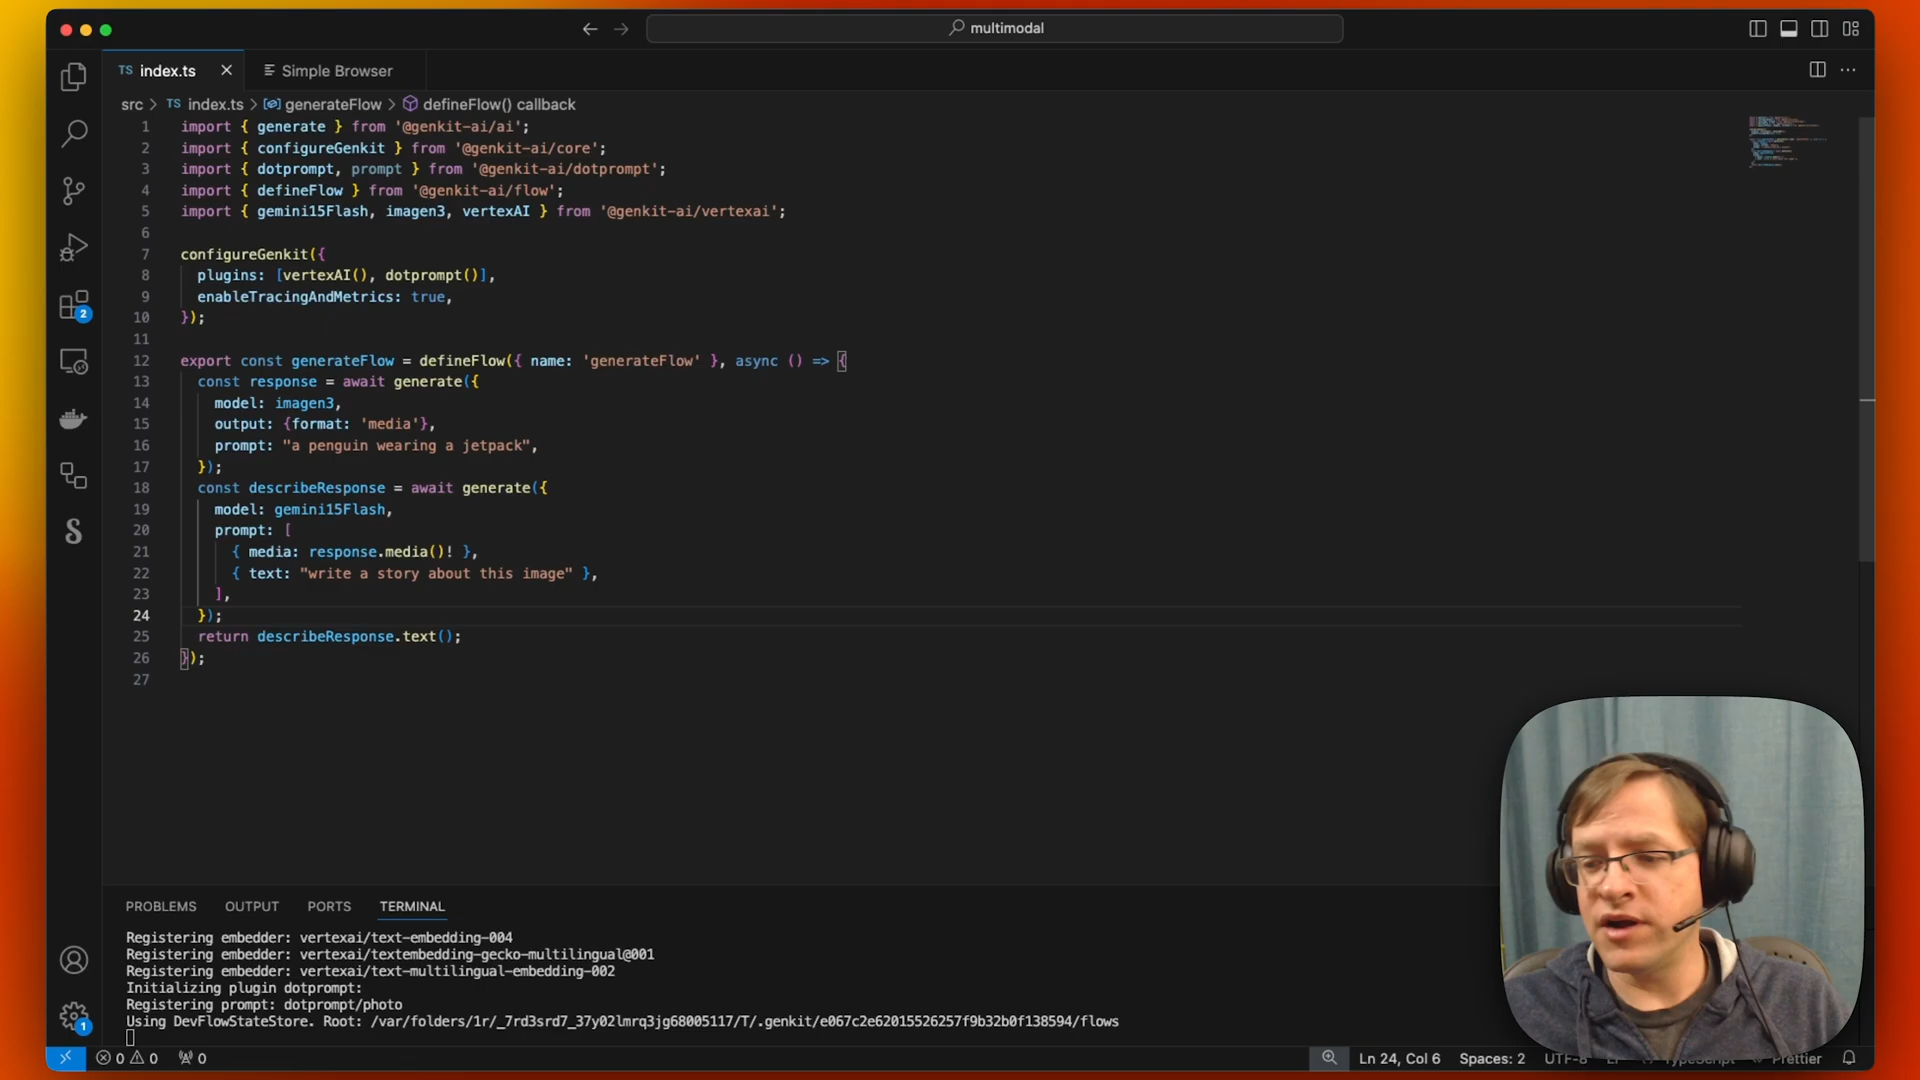 multimodal
TS index.ts
Simple Browser
src > TS index.ts > generateFlow > defineFlow() callback
1 import { generate } from '@genkit-ai/ai';
2 import { configureGenkit } from '@genkit-ai/core';
3 import { dotprompt, prompt } from '@genkit-ai/dotprompt';
4 import { defineFlow } from '@genkit-ai/flow';
5 import { gemini15Flash, imagen3, vertexAI } from '@genkit-ai/vertexai';
6
7 configureGenkit({
8 plugins: [vertexAI(), dotprompt()],
9 enableTracingAndMetrics: true,
10 });
11
12 export const generateFlow = defineFlow({ name: 'generateFlow' }, async () => {
13 const response = await generate({
14 model: imagen3,
15 output: {format: 'media'},
16 prompt: "a penguin wearing a jetpack",
17 });
18 const describeResponse = await generate({
19 model: gemini15Flash,
20 prompt: [
21 { media: response.media()! },
22 { text: "write a story about this image" },
23 ],
24 });
25 return describeResponse.text();
26 });
27
2
1
PROBLEMS OUTPUT PORTS TERMINAL
Registering embedder: vertexai/text-embedding-004
Registering embedder: vertexai/textembedding-gecko-multilingual@001
Registering embedder: vertexai/text-multilingual-embedding-002
Initializing plugin dotprompt:
Registering prompt: dotprompt/photo
Using DevFlowStateStore. Root: /var/folders/1r/_7rd3srd7_37y02lmrq3jg68005117/T/.genkit/e067c2e62015526257f9b32b0f138594/flows
0 0 0 Ln 24, Col 6 Spaces: 2 UTF-8 LF TypeScript Prettier